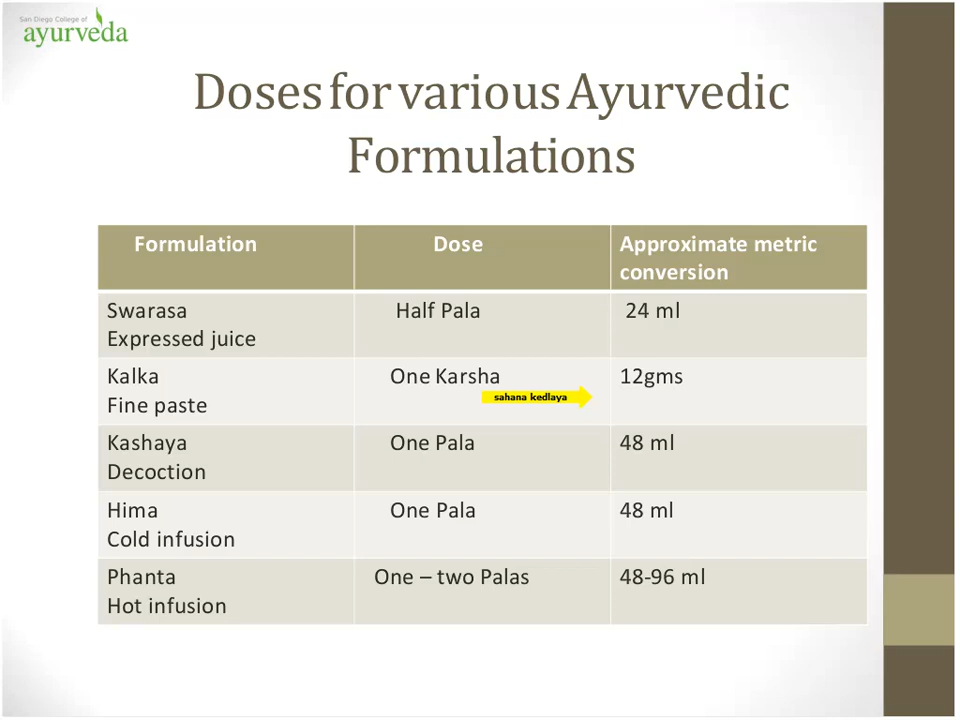 San Diego College of
ayurveda
Doses for various Ayurvedic
Formulations
Formulation Dose Approximate metric
conversion
Swarasa Half Pala 24 ml
Expressed juice
Kalka One Karsha 12gms
sahana kedlaya
Fine paste
Kashaya One Pala 48 ml
Decoction
Hima One Pala 48 ml
Cold infusion
Phanta One – two Palas 48-96 ml
Hot infusion